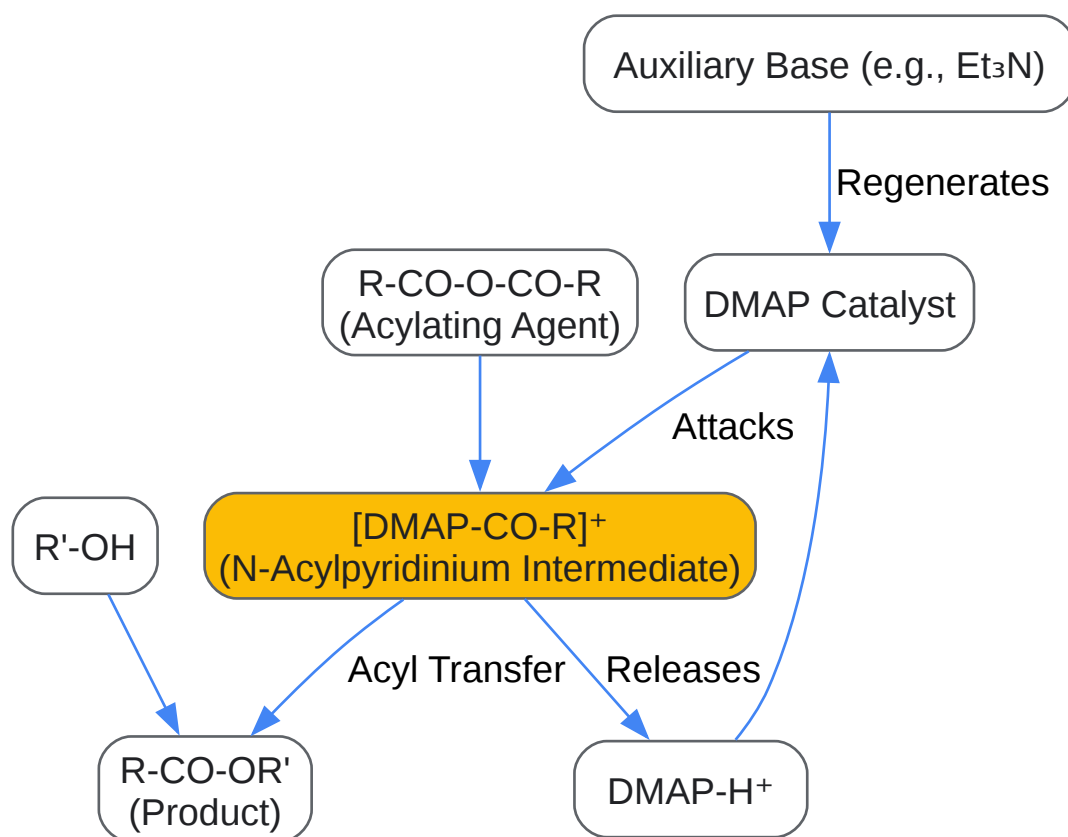 Auxiliary Base (e.g., Et₃N)
Regenerates
R-CO-O-CO-R
(Acylating Agent)
DMAP Catalyst
Attacks
R'-OH
[DMAP-CO-R]⁺
(N-Acylpyridinium Intermediate)
Acyl Transfer
Releases
R-CO-OR'
(Product)
DMAP-H⁺